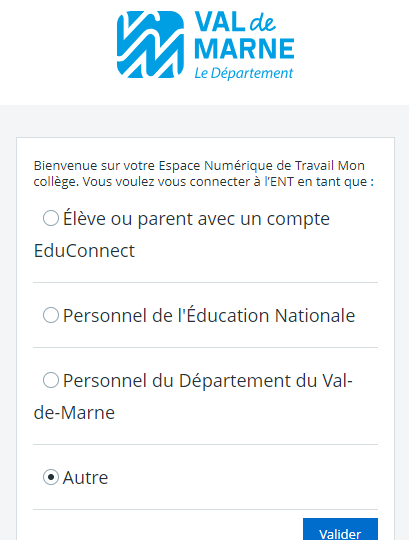 VAL de
MARNE
Le Département
Bienvenue sur votre Espace Numérique de Travail Mon
collège. Vous voulez vous connecter à l'ENT en tant que :
Élève ou parent avec un compte
EduConnect
Personnel de l'Éducation Nationale
Personnel du Département du Val-
de-Marne
Autre
Valider